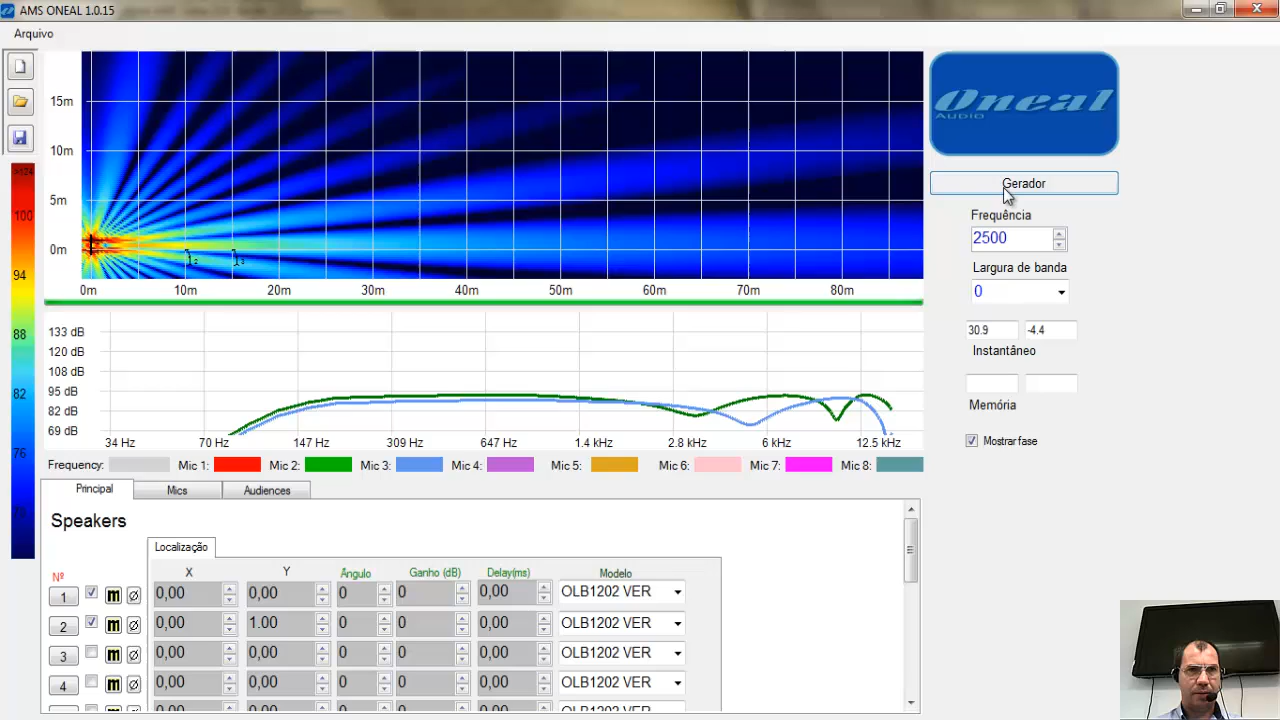 AMS ONEAL 1.0.15
Arquivo
15m
10m
5m
0m
0m 10m 20m 30m 40m 50m 60m 70m 80m
>124
100
94
88
82
76
Oneal
AUDIO
Gerador
Frequência
2500
Largura de banda
0
30.9 -4.4
Instantâneo
Memória
Mostrar fase
133 dB
120 dB
108 dB
95 dB
82 dB
69 dB
34 Hz 70 Hz 147 Hz 309 Hz 647 Hz 1.4 kHz 2.8 kHz 6 kHz 12.5 kHz
Frequency: Mic 1: Mic 2: Mic 3: Mic 4: Mic 5: Mic 6: Mic 7: Mic 8:
Principal Mics Audiences
Speakers
Localização
Nº X Y Ângulo Ganho (dB) Delay(ms) Modelo
1 m Ø 0,00 0,00 0 0 0,00 OLB1202 VER
2 m Ø 0,00 1.00 0 0 0,00 OLB1202 VER
3 m Ø 0,00 0,00 0 0 0,00 OLB1202 VER
4 m Ø 0,00 0,00 0 0 0,00 OLB1202 VER